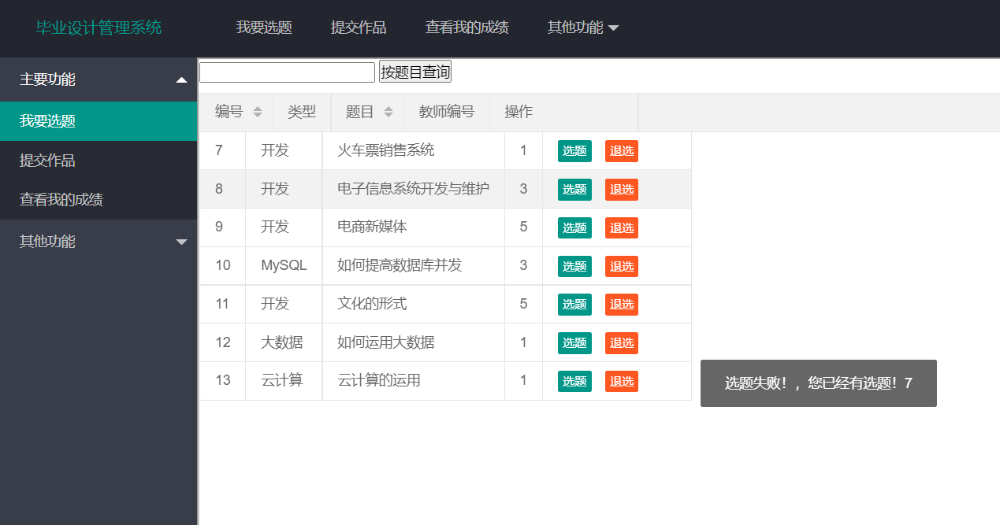 毕业设计管理系统 我要选题 提交作品 查看我的成绩 其他功能
主要功能
我要选题
提交作品
查看我的成绩
其他功能
按题目查询
编号 类型 题目 教师编号 操作
7 开发 火车票销售系统 1 选题 退选
8 开发 电子信息系统开发与维护 3 选题 退选
9 开发 电商新媒体 5 选题 退选
10 MySQL 如何提高数据库并发 3 选题 退选
11 开发 文化的形式 5 选题 退选
12 大数据 如何运用大数据 1 选题 退选
13 云计算 云计算的运用 1 选题 退选
选题失败！，您已经有选题！7